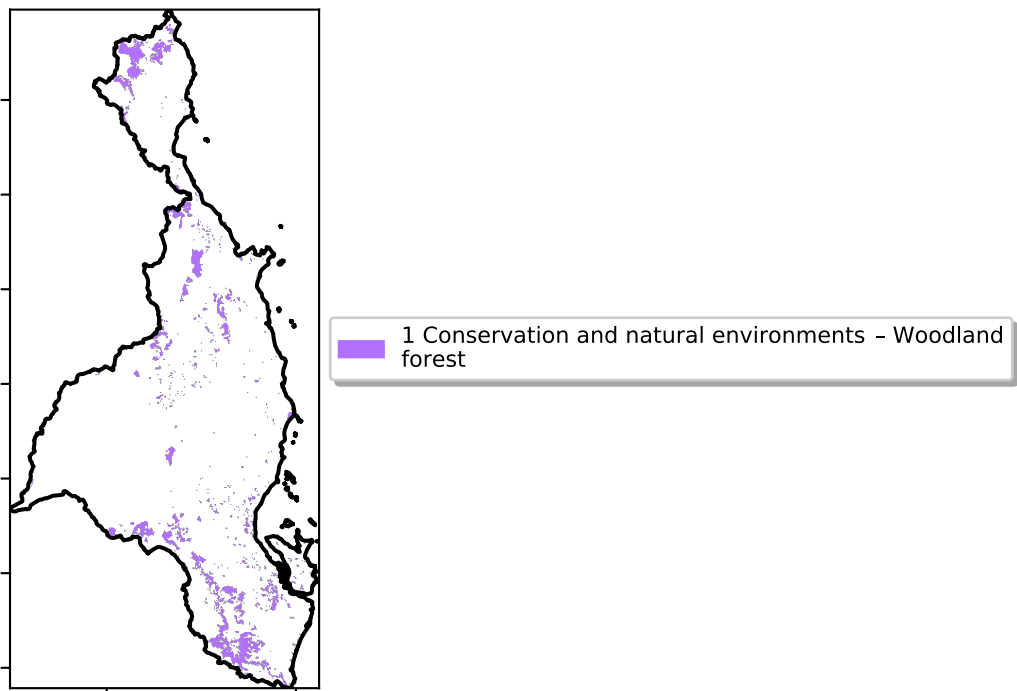 1 Conservation and natural environments – Woodland
forest